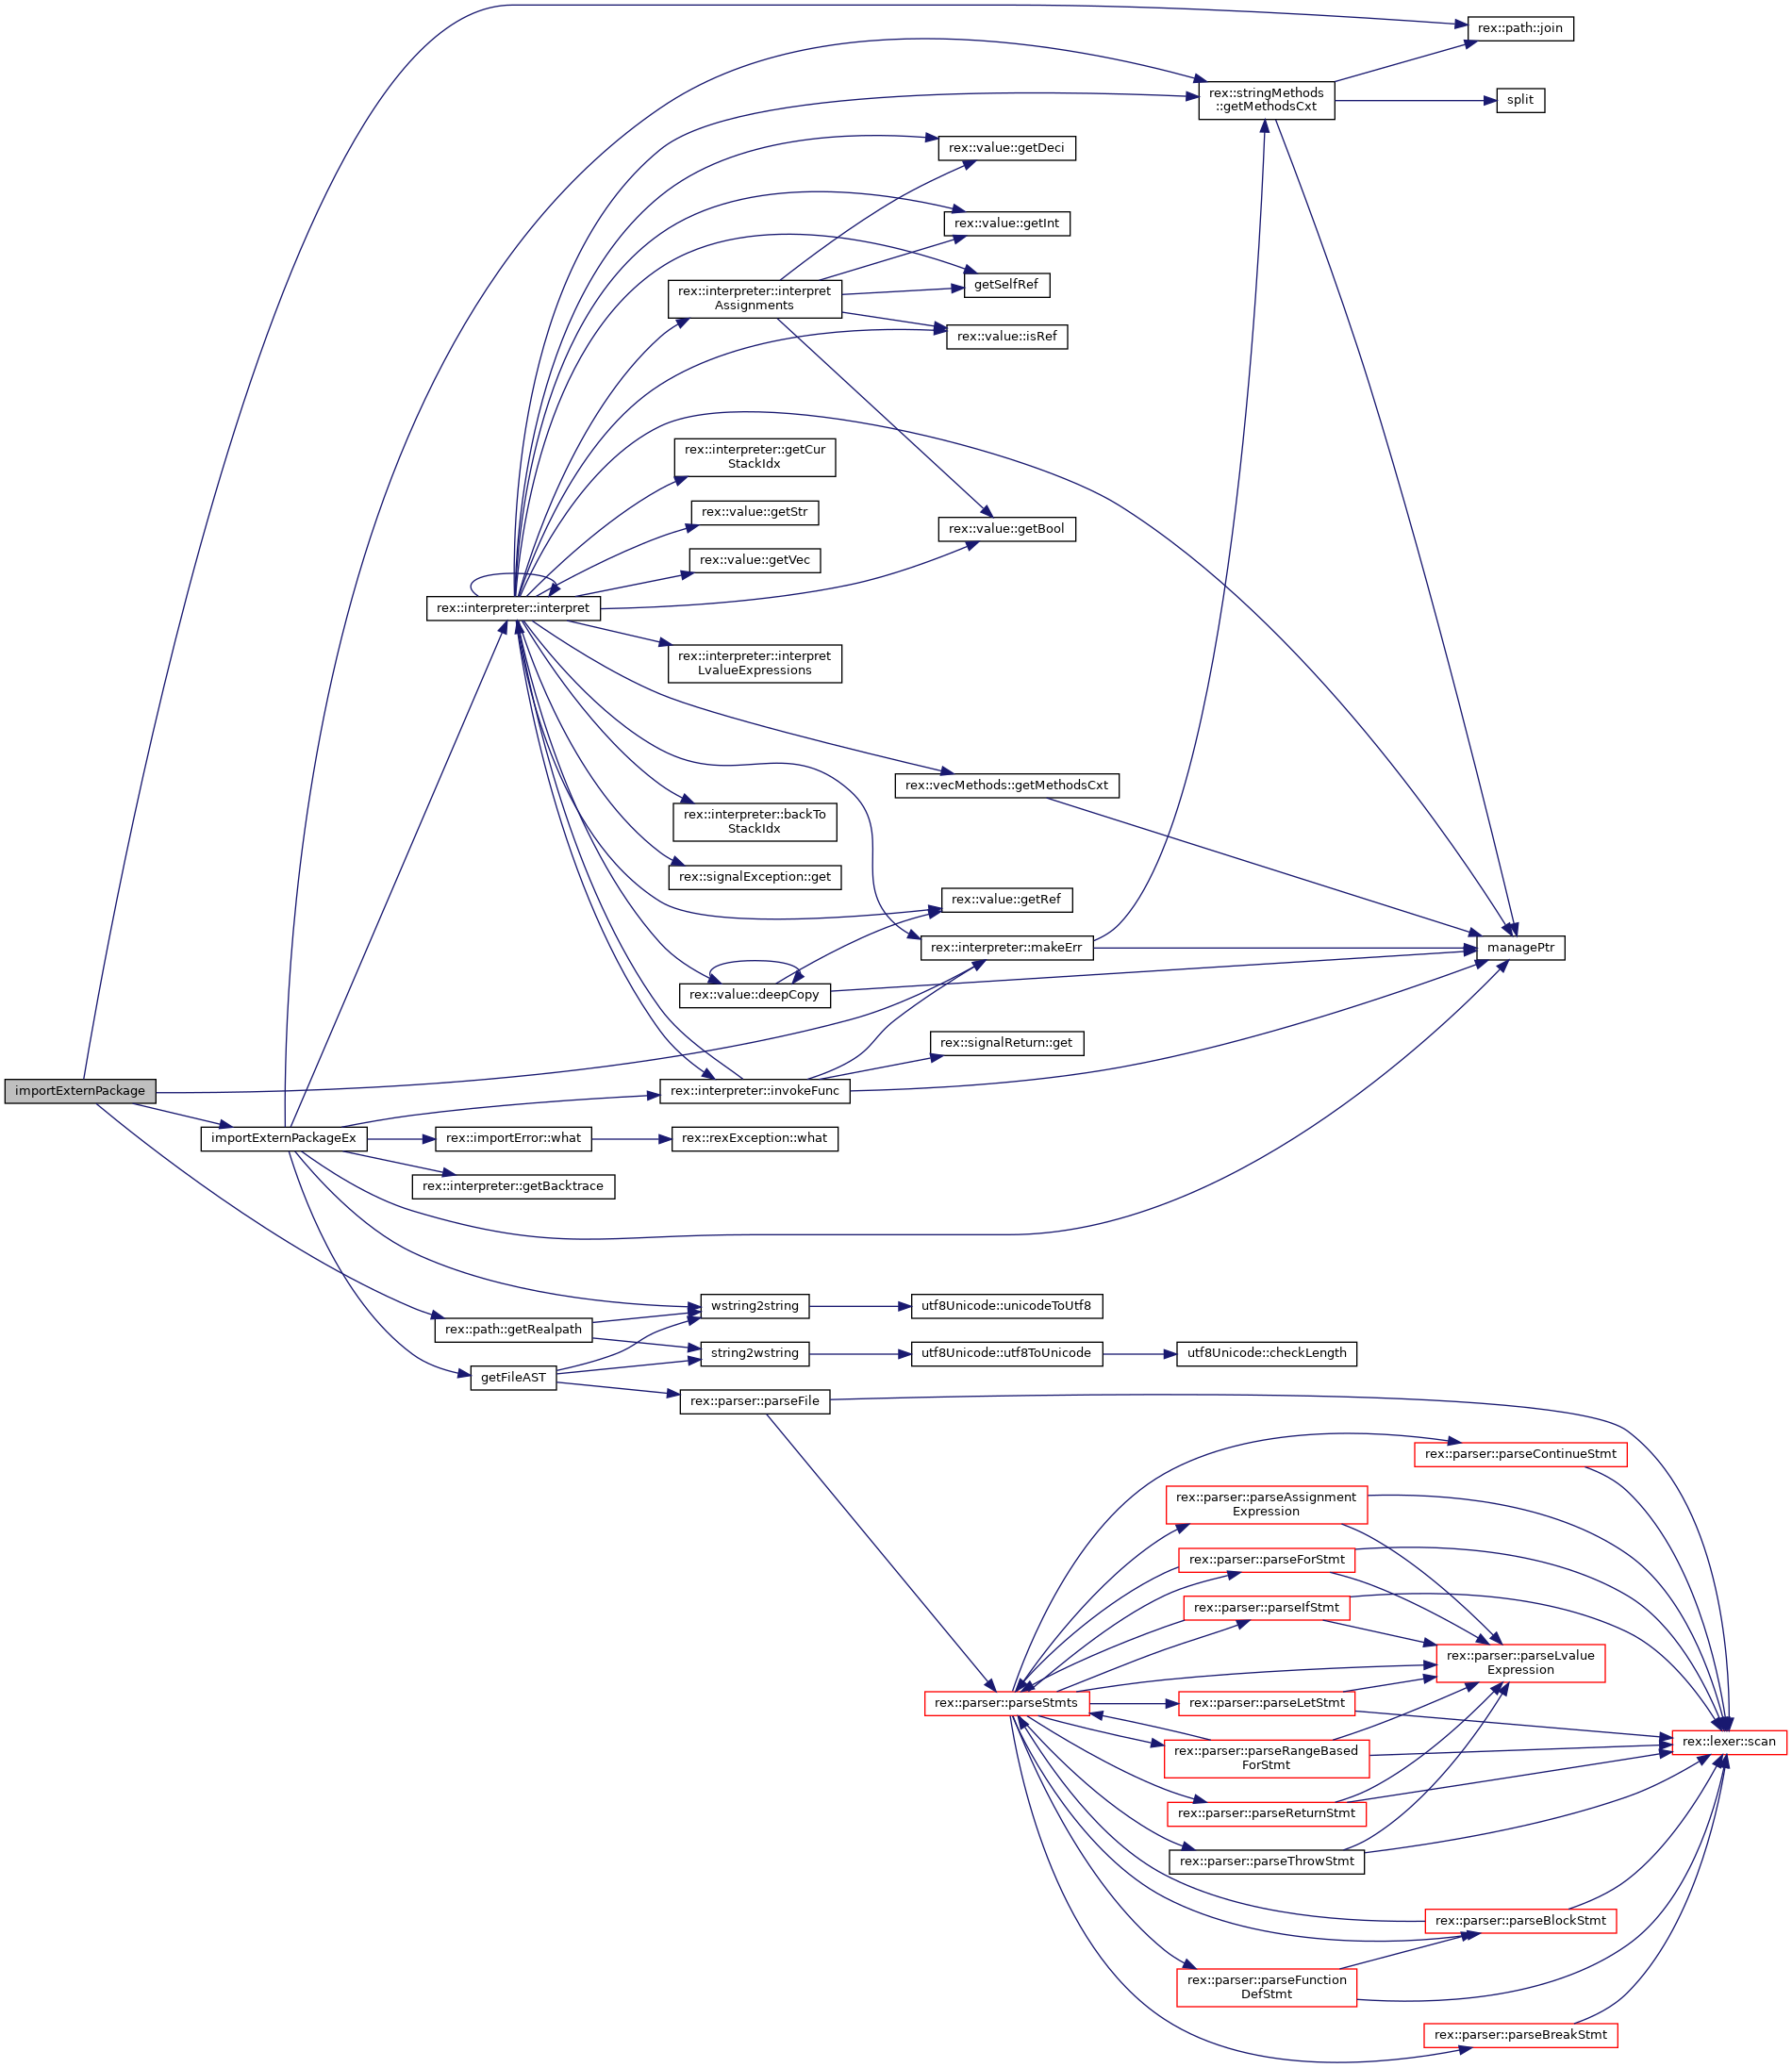 rex::path::join
rex::stringMethods
::getMethodsCxt
split
rex::value::getDeci
rex::value::getInt
getSelfRef
rex::interpreter::interpret
Assignments
rex::value::isRef
rex::interpreter::getCur
StackIdx
rex::value::getStr
rex::value::getBool
rex::value::getVec
rex::interpreter::interpret
rex::interpreter::interpret
LvalueExpressions
rex::vecMethods::getMethodsCxt
rex::interpreter::backTo
StackIdx
rex::signalException::get
rex::value::getRef
rex::interpreter::makeErr
managePtr
rex::value::deepCopy
rex::signalReturn::get
importExternPackage
rex::interpreter::invokeFunc
importExternPackageEx
rex::importError::what
rex::rexException::what
rex::interpreter::getBacktrace
wstring2string
utf8Unicode::unicodeToUtf8
rex::path::getRealpath
string2wstring
utf8Unicode::utf8ToUnicode
utf8Unicode::checkLength
getFileAST
rex::parser::parseFile
rex::parser::parseContinueStmt
rex::parser::parseAssignment
Expression
rex::parser::parseForStmt
rex::parser::parseIfStmt
rex::parser::parseLvalue
Expression
rex::parser::parseStmts
rex::parser::parseLetStmt
rex::lexer::scan
rex::parser::parseRangeBased
ForStmt
rex::parser::parseReturnStmt
rex::parser::parseThrowStmt
rex::parser::parseBlockStmt
rex::parser::parseFunction
DefStmt
rex::parser::parseBreakStmt